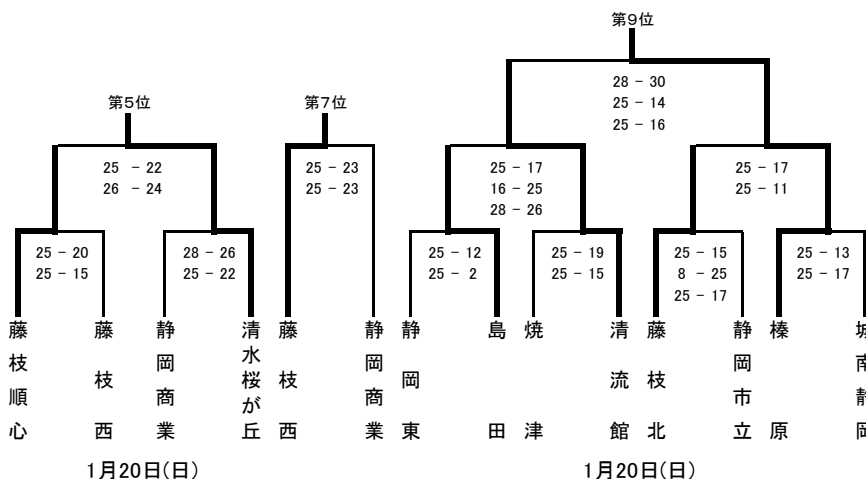 第9位
28 - 30
25 - 14
25 - 16
第5位
第7位
25 - 22
26 - 24
25 - 23
25 - 23
25 - 17
16 - 25
28 - 26
25 - 17
25 - 11
25 - 20
25 - 15
28 - 26
25 - 22
25 - 12
25 - 2
25 - 19
25 - 15
25 - 15
8 - 25
25 - 17
25 - 13
25 - 17
藤枝順心
藤枝西
静岡商業
清水桜が丘
藤枝西
静岡商業
静岡東
島田
焼津
清流館
藤枝北
静岡市立
榛原
城南静岡
1月20日(日)
1月20日(日)